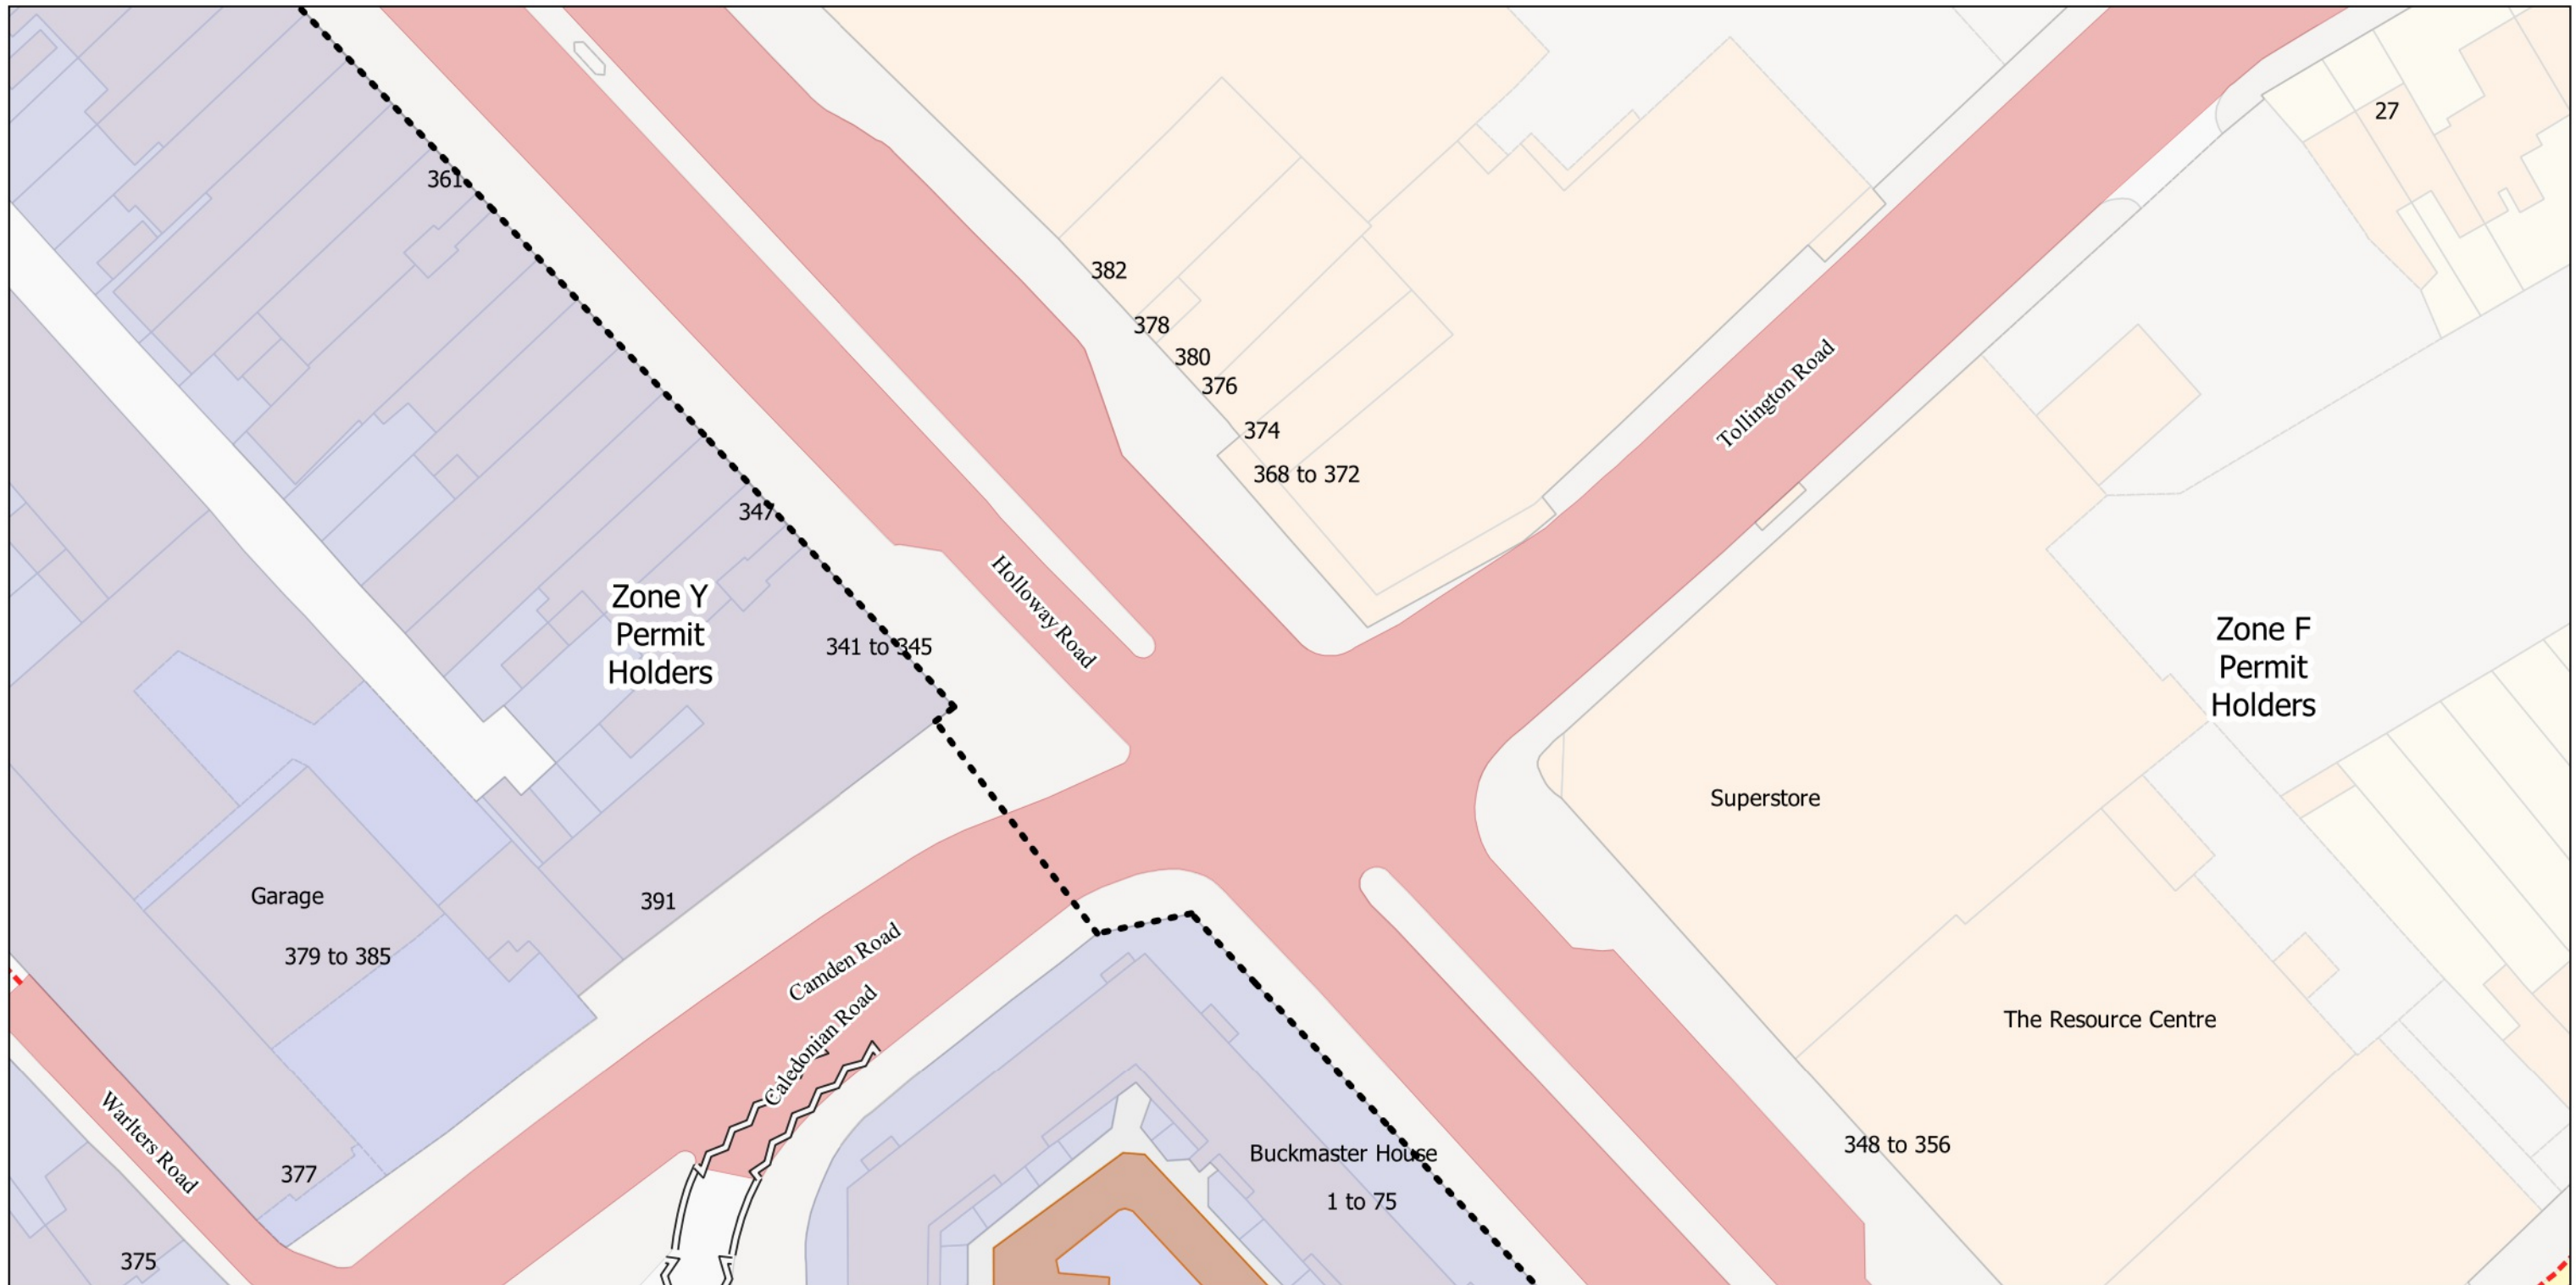 27
361
382
378
380
376
374
368 to 372
347
Tollington Road
Holloway Road
Zone Y
Permit
Holders
341 to 345
Zone F
Permit
Holders
Superstore
Garage
391
379 to 385
Camden Road
Caledonian Road
The Resource Centre
Warlters Road
377
Buckmaster House
1 to 75
348 to 356
375